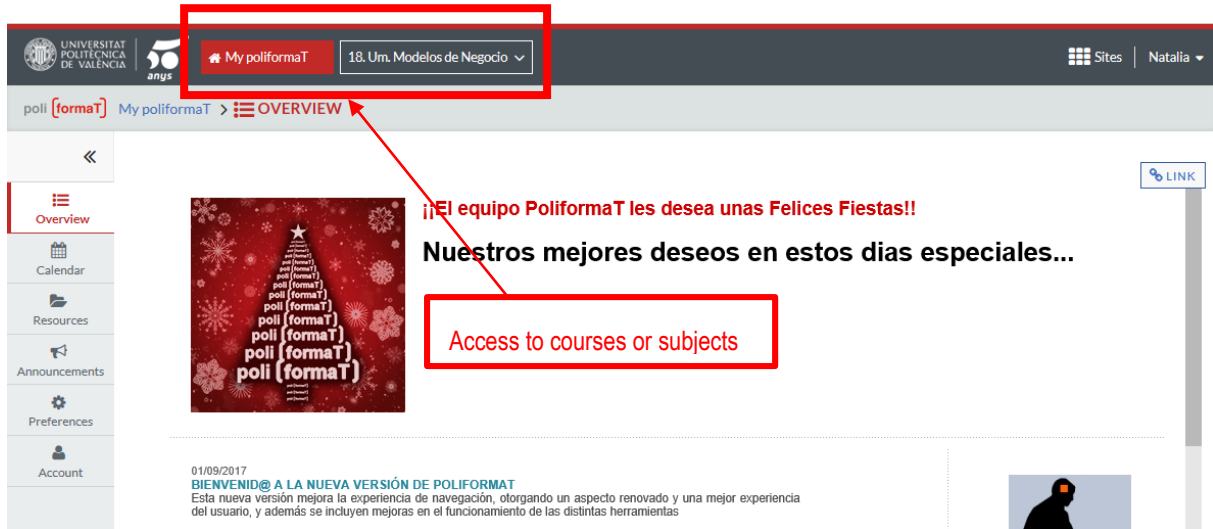 UNIVERSITAT
POLITÈCNICA
DE VALÈNCIA
50
anys
My poliformaT
18. Um. Modelos de Negocio
Sites
Natalia
poli [formaT]
My poliformaT > OVERVIEW
LINK
Overview
Calendar
Resources
Announcements
Preferences
Account
¡¡El equipo PoliformaT les desea unas Felices Fiestas!!
Nuestros mejores deseos en estos dias especiales...
Access to courses or subjects
poli [formaT]
poli [formaT]
poli [formaT]
poli [formaT]
poli [formaT]
poli [formaT]
01/09/2017
BIENVENID@ A LA NUEVA VERSIÓN DE POLIFORMAT
Esta nueva versión mejora la experiencia de navegación, otorgando un aspecto renovado y una mejor experiencia
del usuario, y además se incluyen mejoras en el funcionamiento de las distintas herramientas